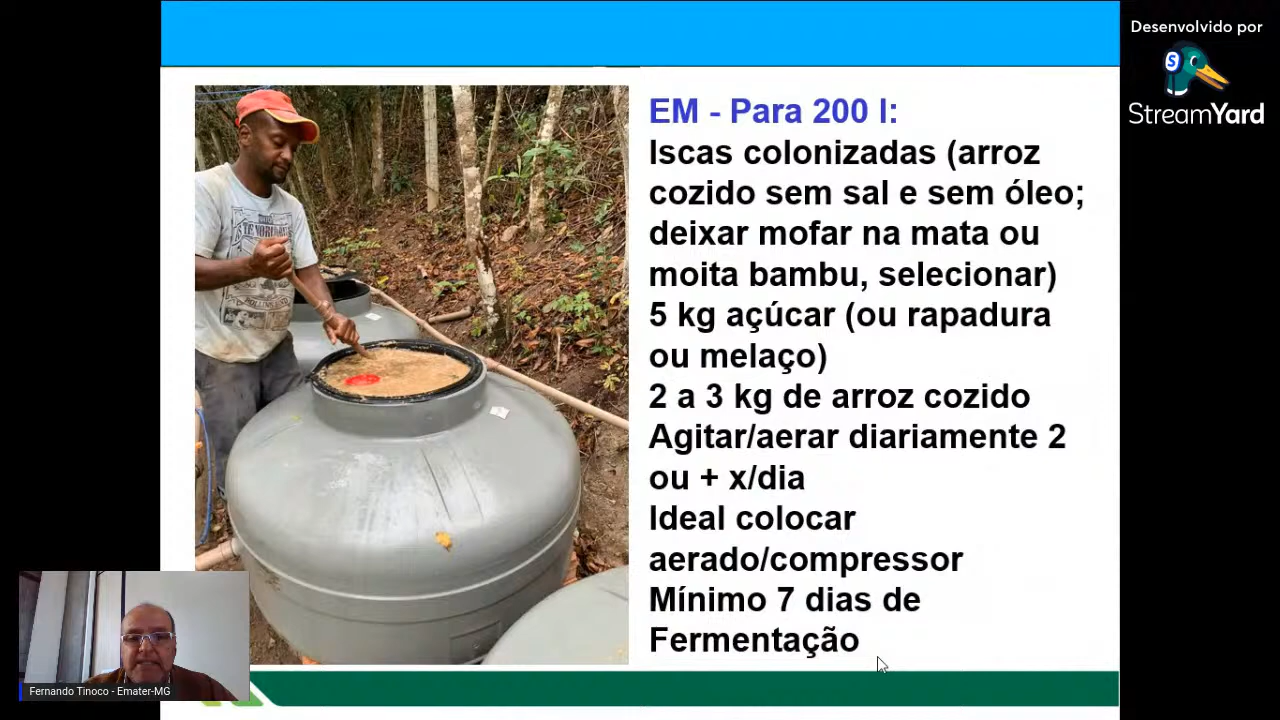 Desenvolvido por
StreamYard
EM - Para 200 l:
Iscas colonizadas (arroz
cozido sem sal e sem óleo;
deixar mofar na mata ou
moita bambu, selecionar)
5 kg açúcar (ou rapadura
ou melaço)
2 a 3 kg de arroz cozido
Agitar/aerar diariamente 2
ou + x/dia
Ideal colocar
aerado/compressor
Mínimo 7 dias de
Fermentação
Fernando Tinoco - Emater-MG